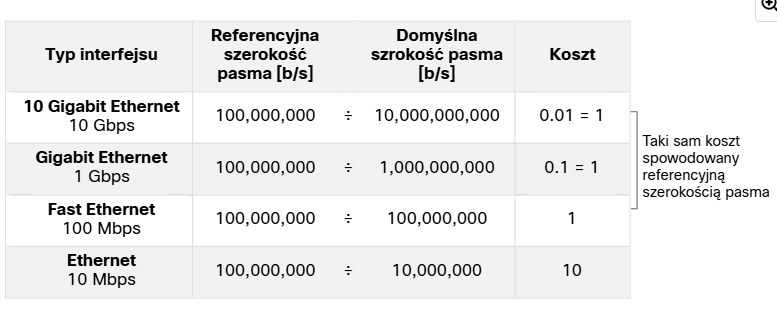 Typ interfejsu
Referencyjna
szerokość
pasma [b/s]
Domyślna
szrokość pasma
[b/s]
Koszt
10 Gigabit Ethernet
10 Gbps
100,000,000 ÷ 10,000,000,000 0.01 = 1
Gigabit Ethernet
1 Gbps
100,000,000 ÷ 1,000,000,000 0.1 = 1
Fast Ethernet
100 Mbps
100,000,000 ÷ 100,000,000 1
Ethernet
10 Mbps
100,000,000 ÷ 10,000,000 10
Taki sam koszt
spowodowany
referencyjną
szerokością pasma